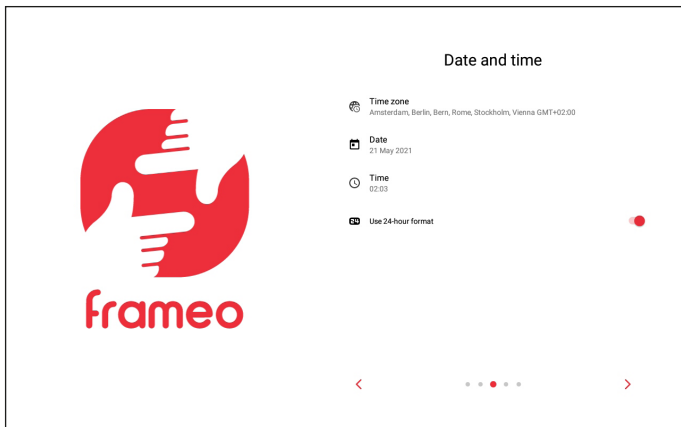 Date and time
Time zone
Amsterdam, Berlin, Bern, Rome, Stockholm, Vienna GMT+02:00
Date
21 May 2021
Time
02:03
24 Use 24-hour format
frameo